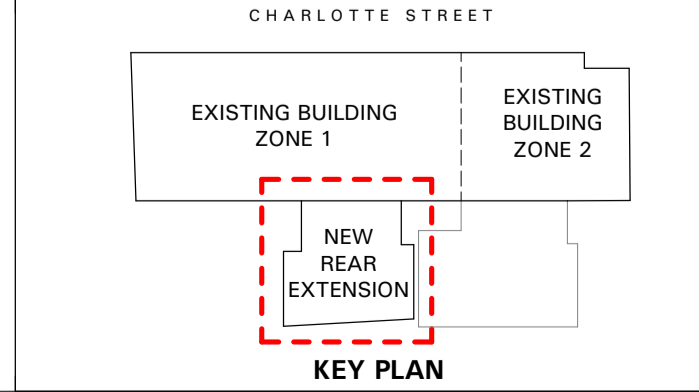 CHARLOTTE STREET
EXISTING BUILDING
ZONE 1
EXISTING
BUILDING
ZONE 2
NEW
REAR
EXTENSION
KEY PLAN